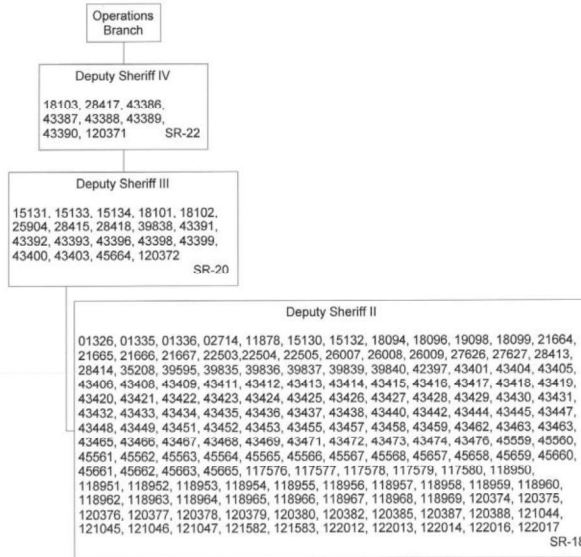 Operations
Branch
Deputy Sheriff IV
18103, 28417, 43386,
43387, 43388, 43389,
43390, 120371 SR-22
Deputy Sheriff III
15131, 15133, 15134, 18101, 18102,
25904, 28415, 28418, 39838, 43391,
43392, 43393, 43396, 43398, 43399,
43400, 43403, 45664, 120372
SR-20
Deputy Sheriff II
01326, 01335, 01336, 02714, 11878, 15130, 15132, 18094, 18096, 19098, 18099, 21664,
21665, 21666, 21667, 22503,22504, 22505, 26007, 26008, 26009, 27626, 27627, 28413,
28414, 35208, 39595, 39835, 39836, 39837, 39839, 39840, 42397, 43401, 43404, 43405,
43406, 43408, 43409, 43411, 43412, 43413, 43414, 43415, 43416, 43417, 43418, 43419,
43420, 43421, 43422, 43423, 43424, 43425, 43426, 43427, 43428, 43429, 43430, 43431,
43432, 43433, 43434, 43435, 43436, 43437, 43438, 43440, 43442, 43444, 43445, 43447,
43448, 43449, 43451, 43452, 43453, 43455, 43457, 43458, 43459, 43462, 43463, 43463,
43465, 43466, 43467, 43468, 43469, 43471, 43472, 43473, 43474, 43476, 45559, 45560,
45561, 45562, 45563, 45564, 45565, 45566, 45567, 45568, 45657, 45658, 45659, 45660,
45661, 45662, 45663, 45665, 117576, 117577, 117578, 117579, 117580, 118950,
118951, 118952, 118953, 118954, 118955, 118956, 118957, 118958, 118959, 118960,
118962, 118963, 118964, 118965, 118966, 118967, 118968, 118969, 120374, 120375,
120376, 120377, 120378, 120379, 120380, 120382, 120385, 120387, 120388, 121044,
121045, 121046, 121047, 121582, 121583, 122012, 122013, 122014, 122016, 122017
SR-18